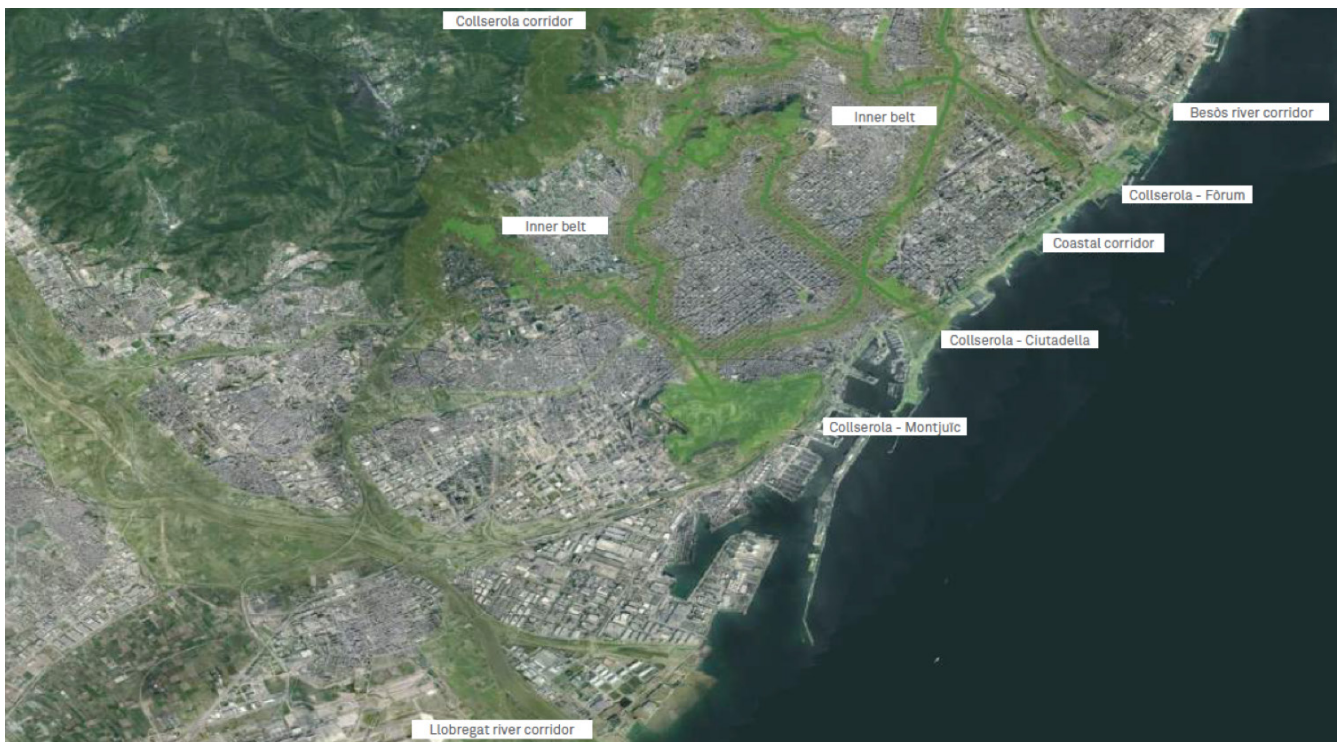 Collserola corridor
Inner belt
Besòs river corridor
Collserola - Fòrum
Inner belt
Coastal corridor
Collserola - Ciutadella
Collserola - Montjuïc
Llobregat river corridor